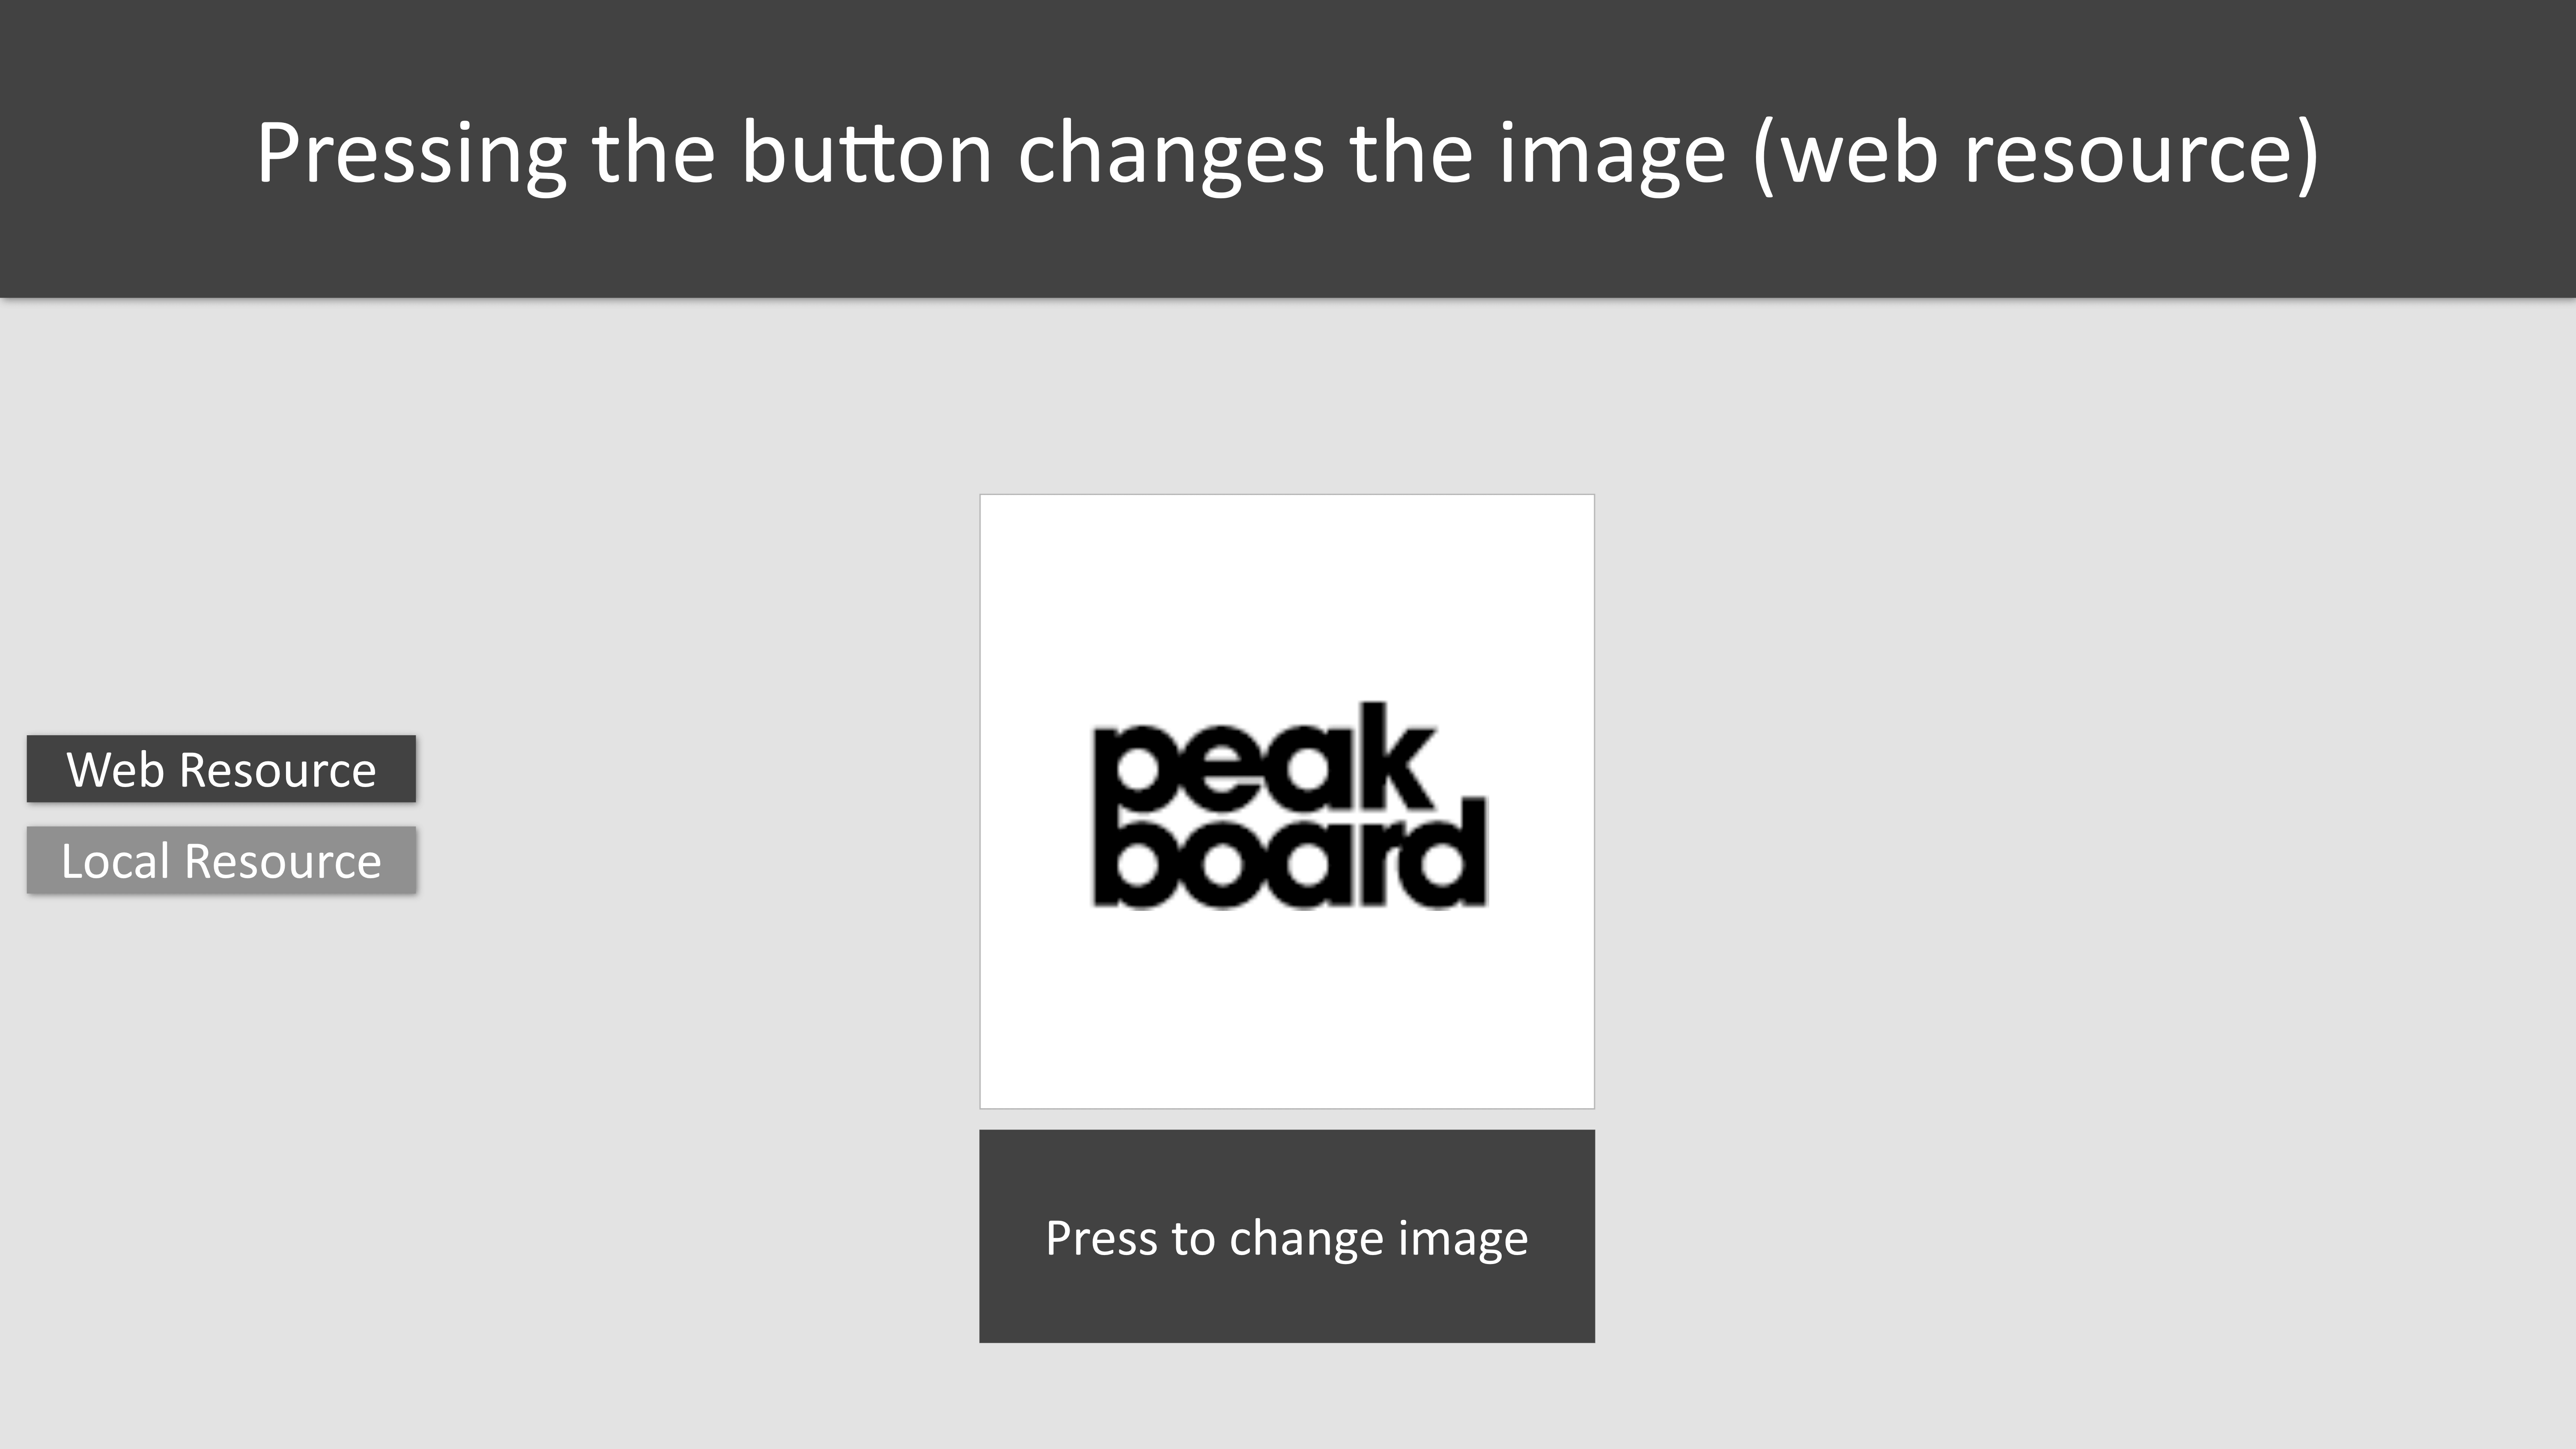 Pressing the button changes the image (web resource)
Web Resource
Local Resource
peak
board
Press to change image